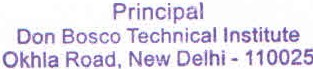 Principal
Don Bosco Technical Institute
Okhla Road, New Delhi - 110025